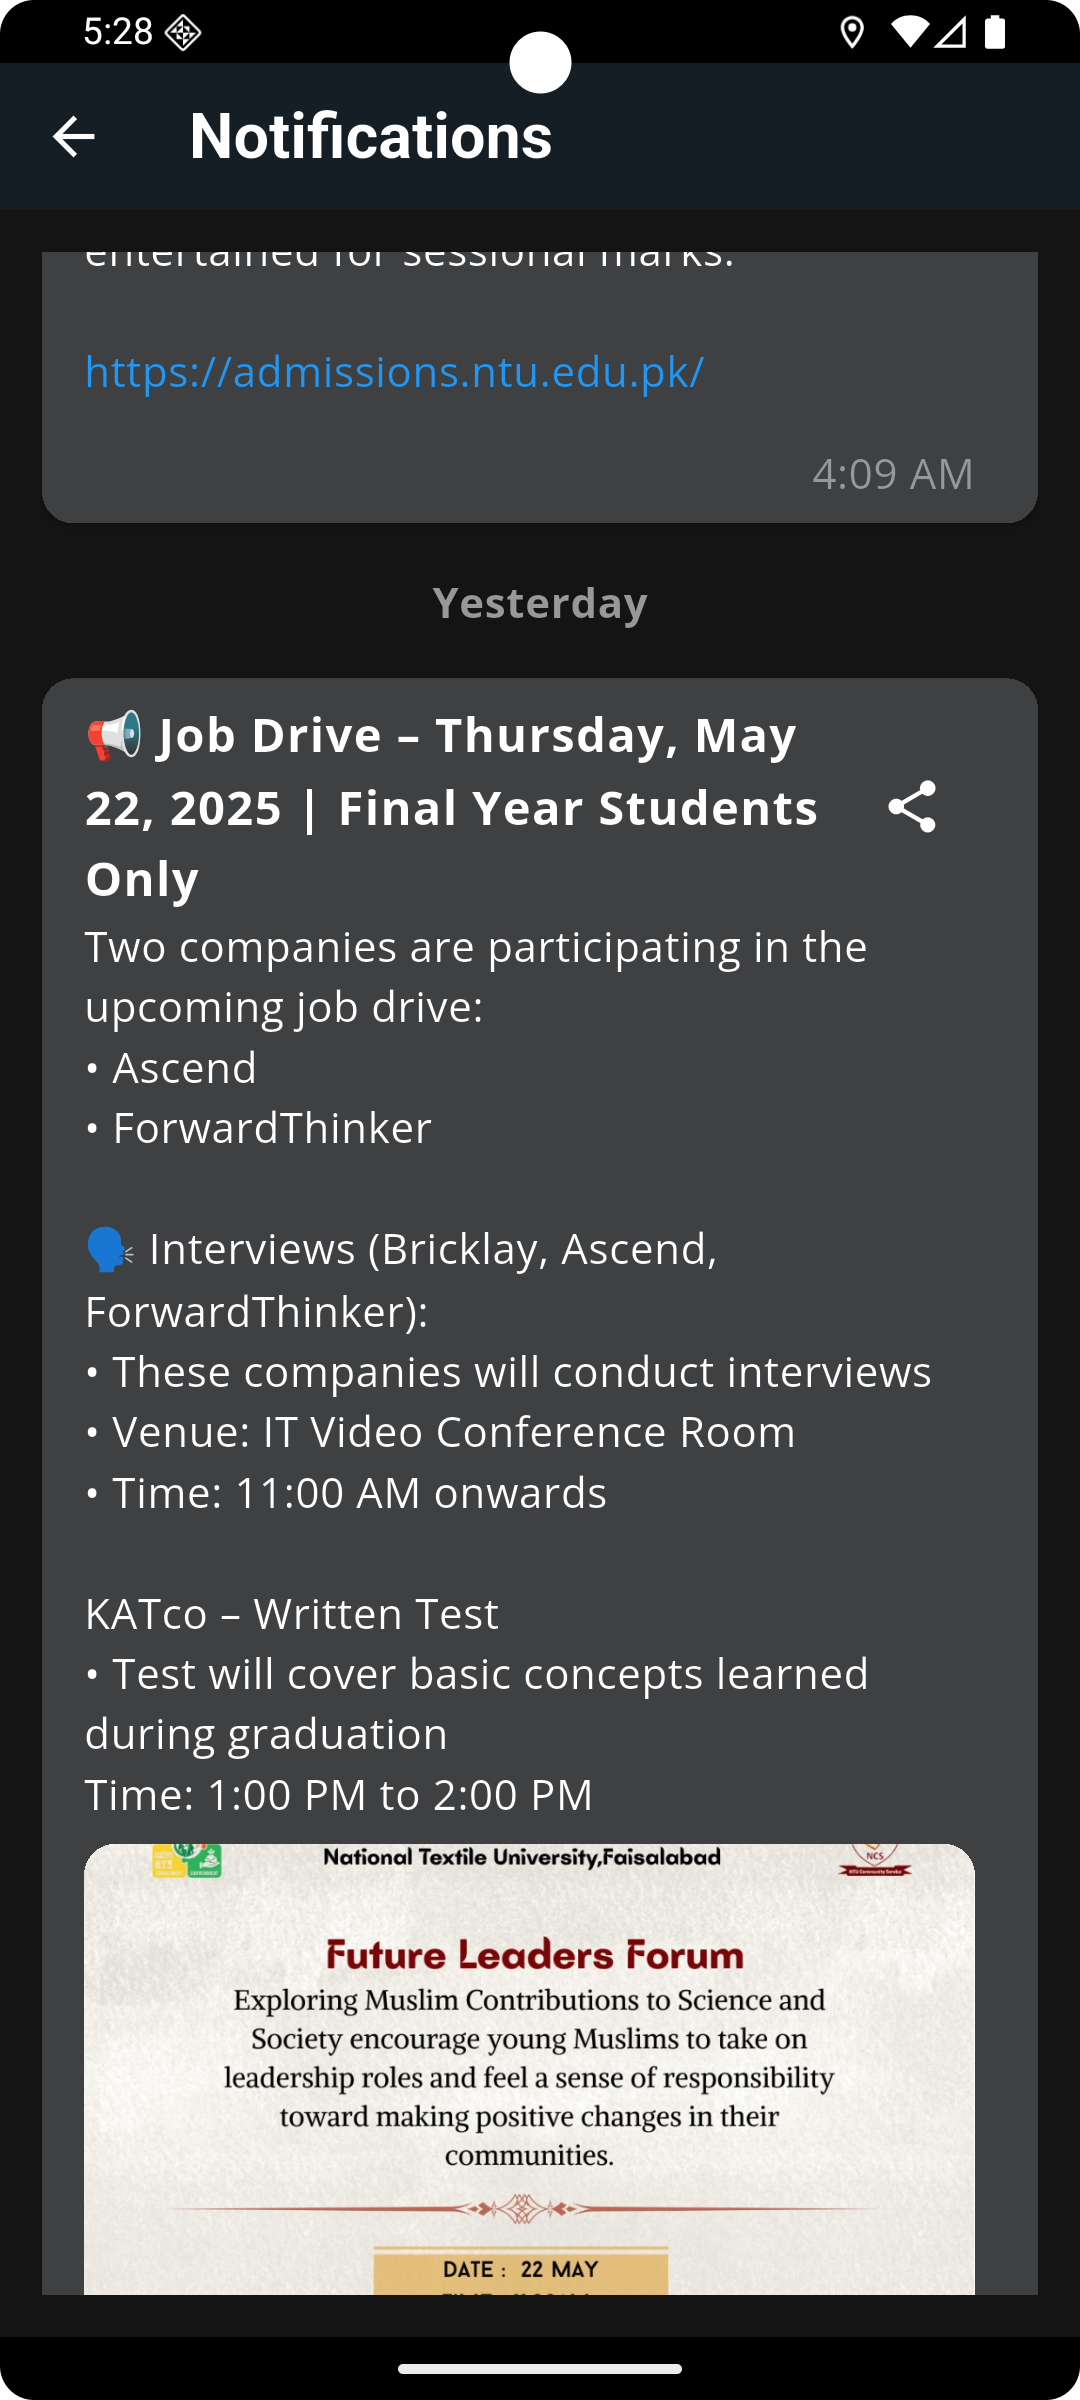 5:28
Notifications
entertained for sessional marks.
https://admissions.ntu.edu.pk/
4:09 AM
Yesterday
📢 Job Drive – Thursday, May
22, 2025 | Final Year Students
Only
Two companies are participating in the
upcoming job drive:
• Ascend
• ForwardThinker
🗣️ Interviews (Bricklay, Ascend,
ForwardThinker):
• These companies will conduct interviews
• Venue: IT Video Conference Room
• Time: 11:00 AM onwards
KATco – Written Test
• Test will cover basic concepts learned
during graduation
Time: 1:00 PM to 2:00 PM
National Textile University,Faisalabad
NCS
Future Leaders Forum
Exploring Muslim Contributions to Science and
Society encourage young Muslims to take on
leadership roles and feel a sense of responsibility
toward making positive changes in their
communities.
DATE : 22 MAY